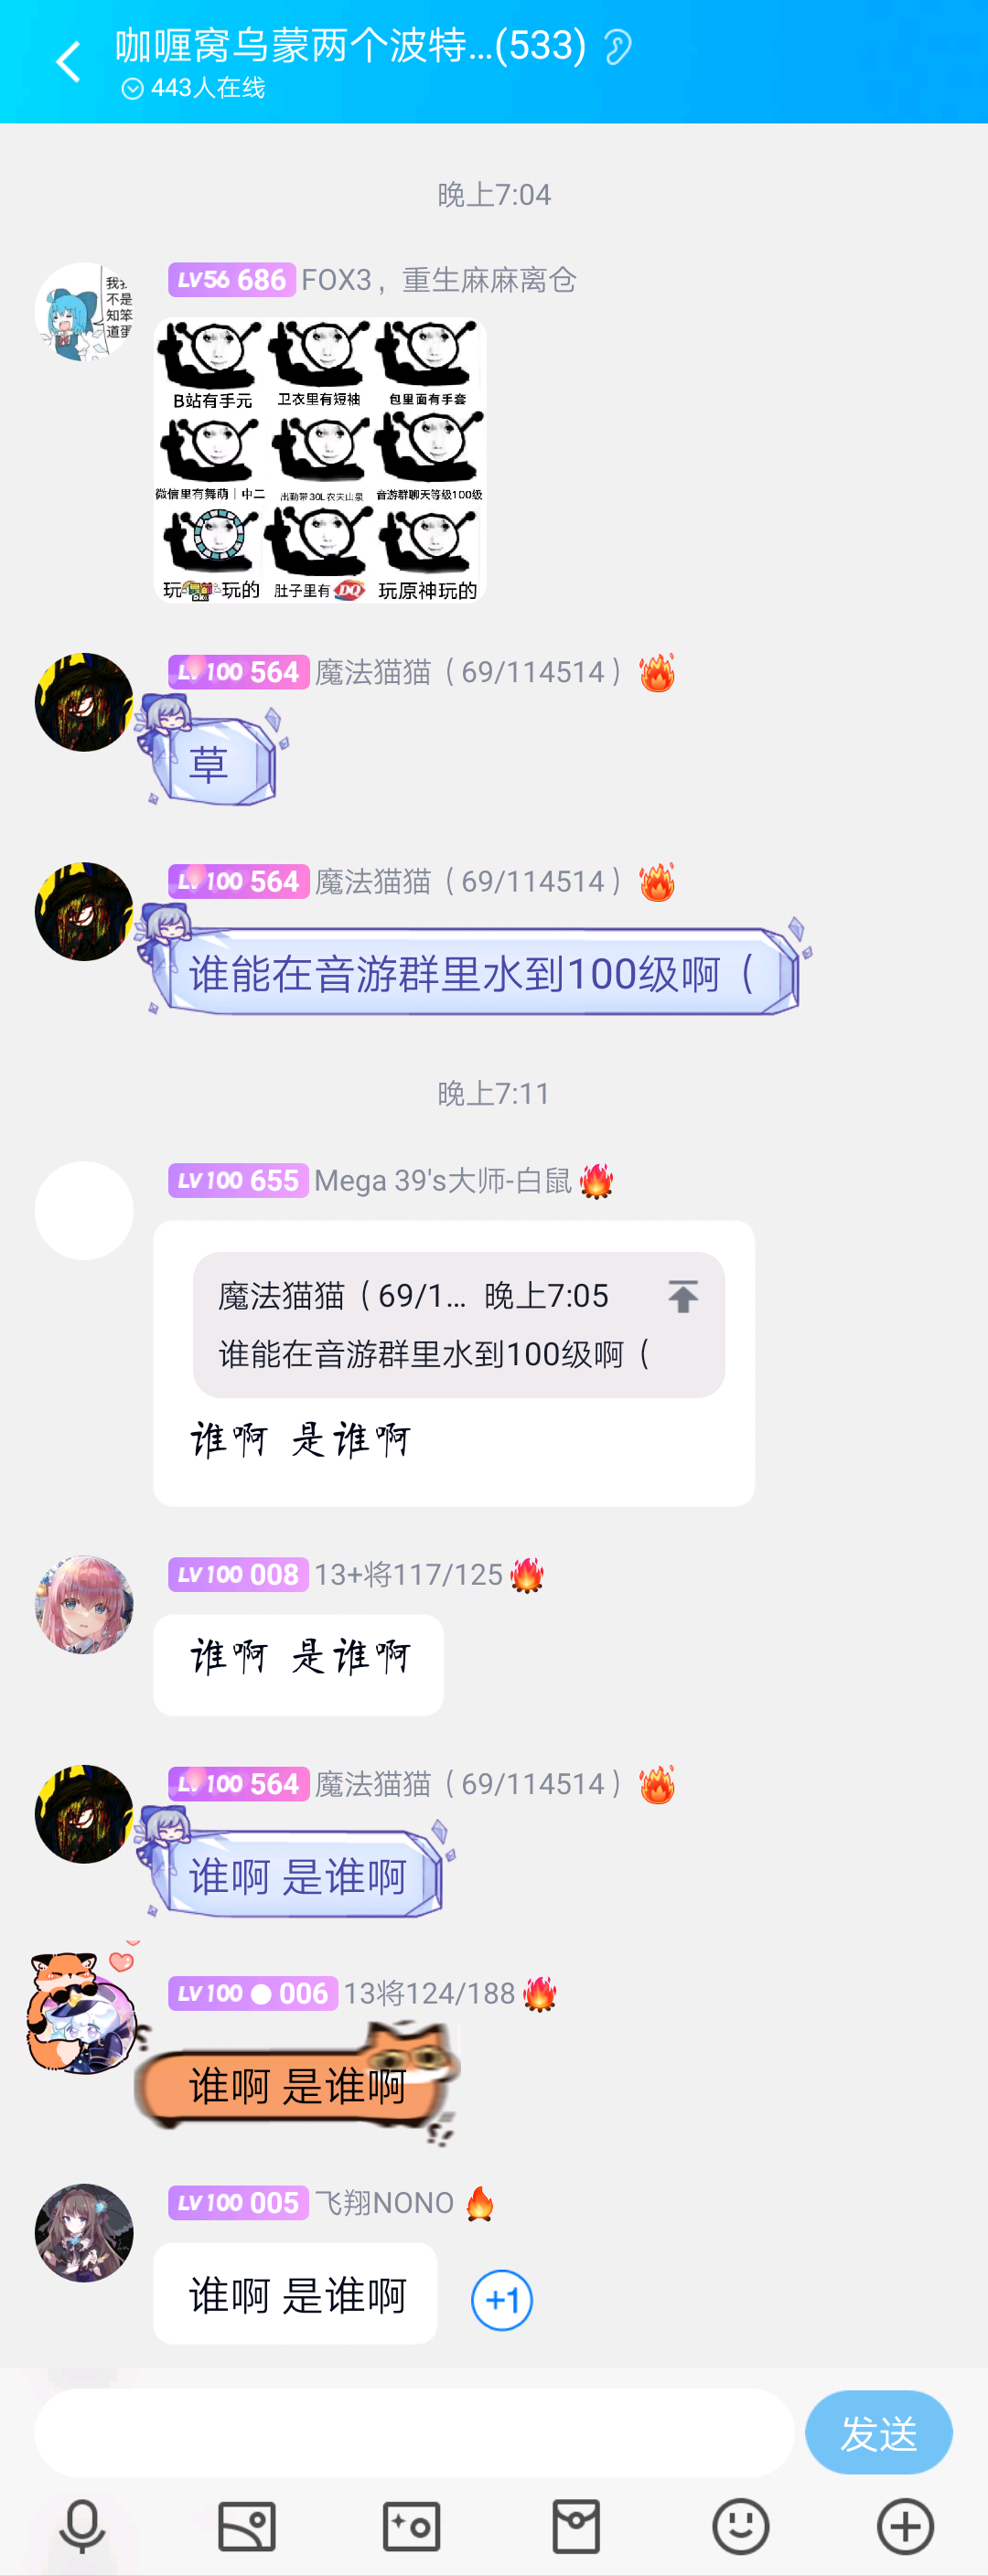 咖喱窝乌蒙两个波特...(533)
443人在线
晚上7:04
LV56 686 FOX3，重生麻麻离仓
我
不是
知笨
道蛋
B站有手元
卫衣里有短袖
包里面有手套
微信里有舞萌｜中二
出勤带30L农夫山泉
音游群聊天等级100级
玩 玩的
肚子里有DQ
玩原神玩的
LV100 564 魔法猫猫（69/114514）
草
LV100 564 魔法猫猫（69/114514）
谁能在音游群里水到100级啊（
晚上7:11
LV100 655 Mega 39's大师-白鼠
魔法猫猫（69/1... 晚上7:05
谁能在音游群里水到100级啊（
谁啊 是谁啊
LV100 008 13+将117/125
谁啊 是谁啊
LV100 564 魔法猫猫（69/114514）
谁啊 是谁啊
LV100 006 13将124/188
谁啊 是谁啊
LV100 005 飞翔NONO
谁啊 是谁啊
+1
发送